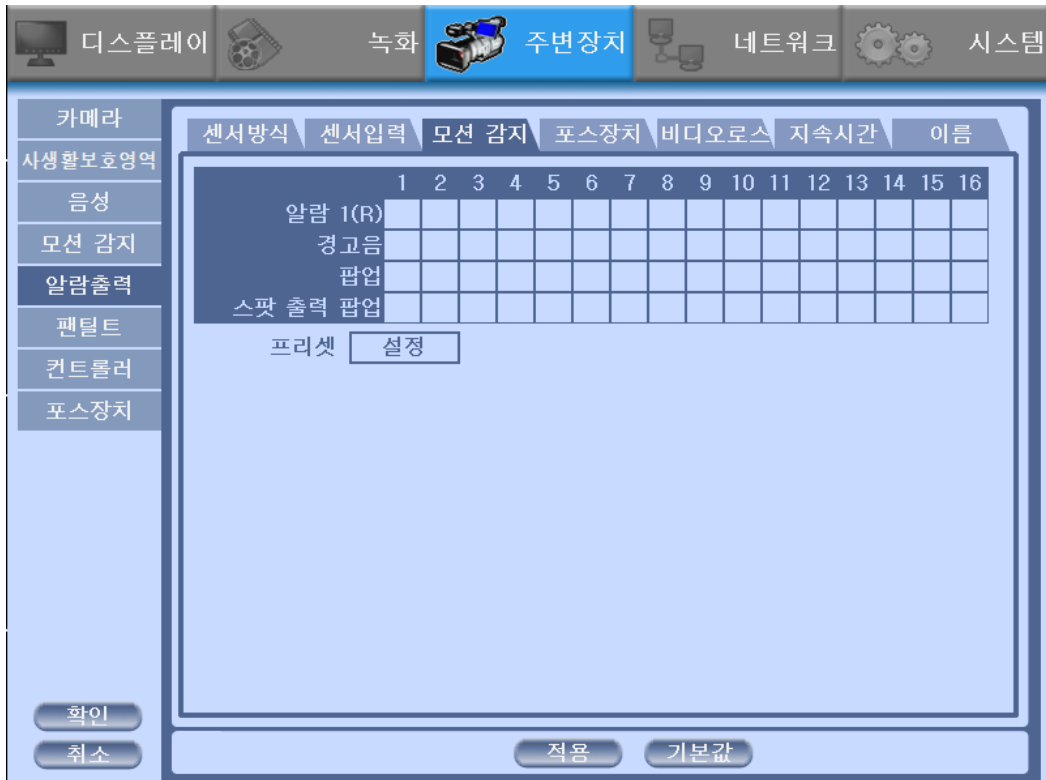 디스플레이 녹화 주변장치 네트워크 시스템
카메라
사생활보호영역
음성
모션 감지
알람출력
팬틸트
컨트롤러
포스장치
센서방식 센서입력 모션 감지 포스장치 비디오로스 지속시간 이름
1 2 3 4 5 6 7 8 9 10 11 12 13 14 15 16
알람 1(R)
경고음
팝업
스팟 출력 팝업
프리셋 설정
확인
취소
적용 기본값